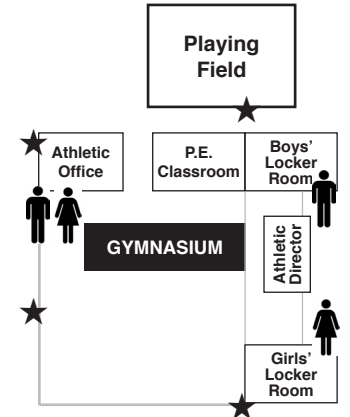 Playing
Field
Athletic
Office
P.E.
Classroom
Boys'
Locker
Room
GYMNASIUM
Athletic
Director
Girls'
Locker
Room